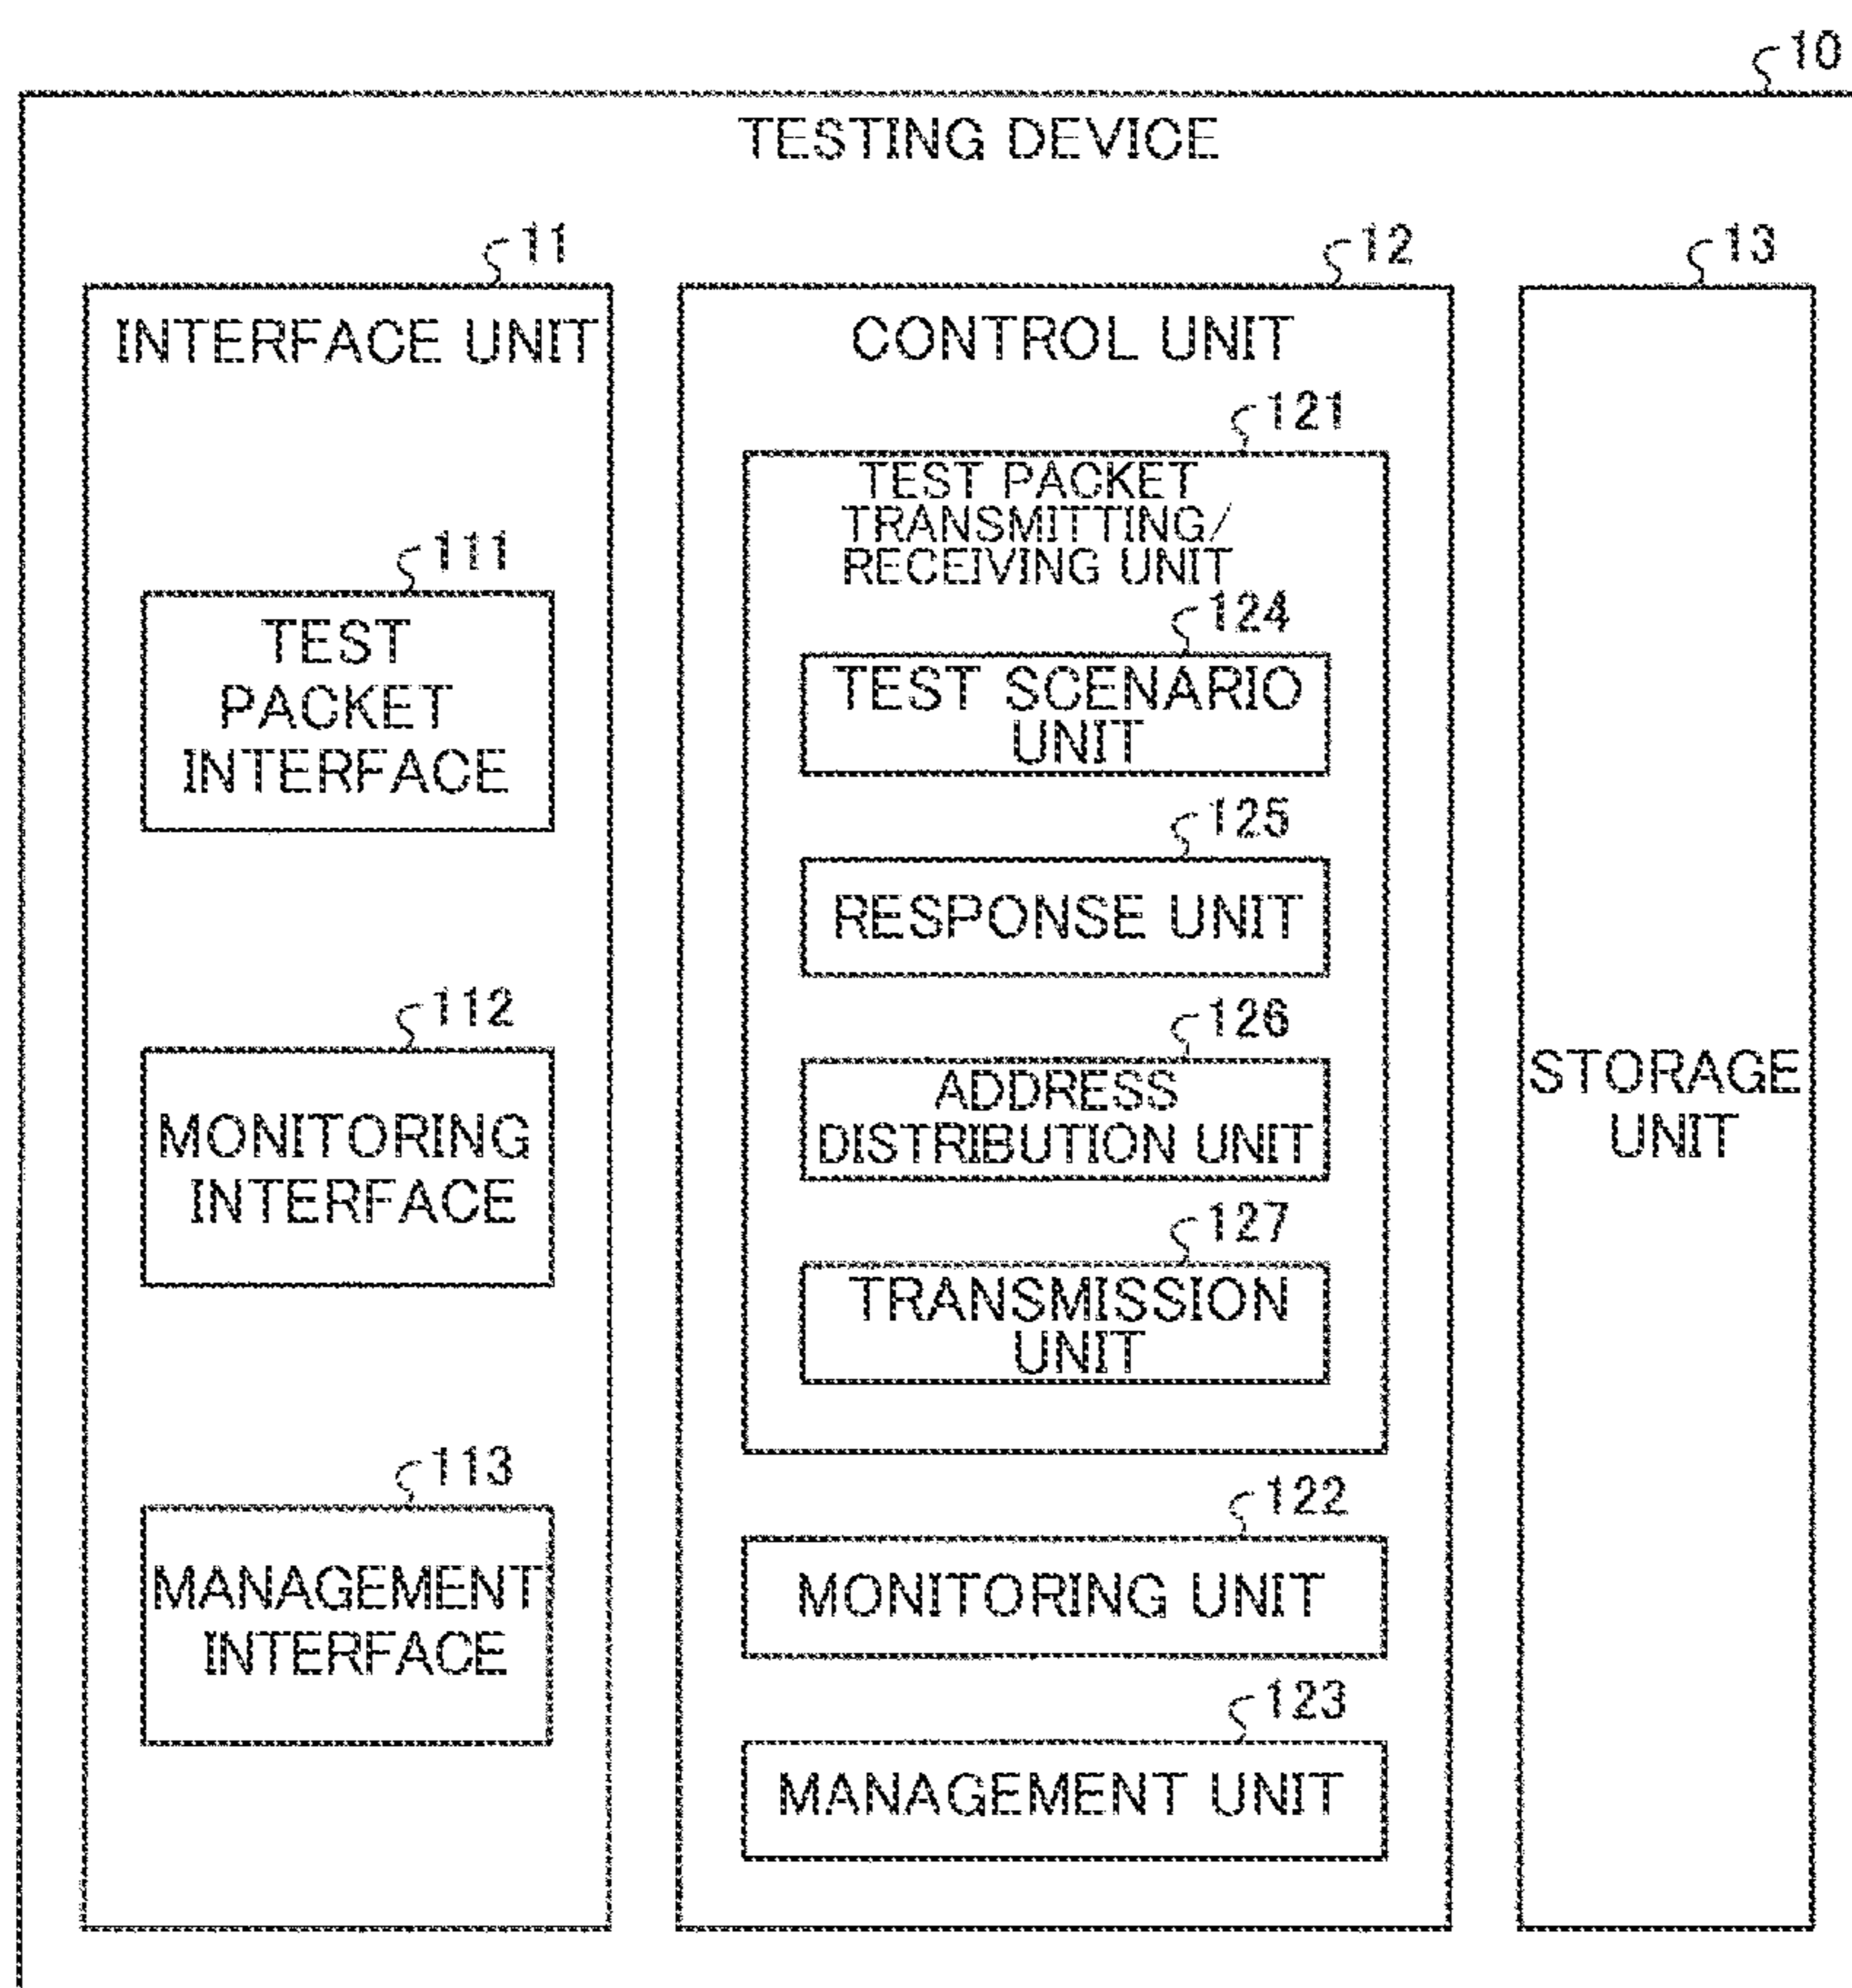 10
TESTING DEVICE
11
INTERFACE UNIT
111
TEST
PACKET
INTERFACE
112
MONITORING
INTERFACE
113
MANAGEMENT
INTERFACE
12
CONTROL UNIT
121
TEST PACKET
TRANSMITTING/
RECEIVING UNIT
124
TEST SCENARIO
UNIT
125
RESPONSE UNIT
126
ADDRESS
DISTRIBUTION UNIT
127
TRANSMISSION
UNIT
122
MONITORING UNIT
123
MANAGEMENT UNIT
13
STORAGE
UNIT